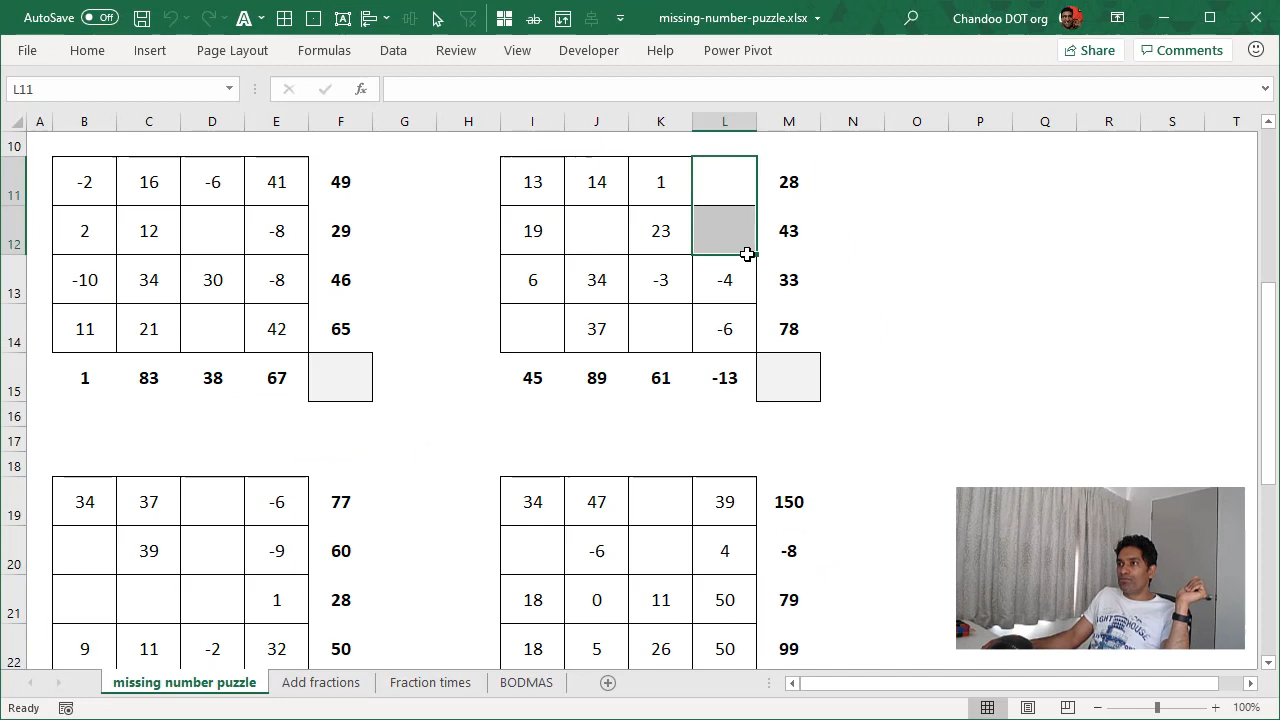 AutoSave Off A missing-number-puzzle.xlsx Chandoo DOT org
File Home Insert Page Layout Formulas Data Review View Developer Help Power Pivot Share Comments
L11 fx
A B C D E F G H I J K L M N O P Q R S T
10
11 -2 16 -6 41 49 13 14 1 28
12 2 12 -8 29 19 23 43
13 -10 34 30 -8 46 6 34 -3 -4 33
14 11 21 42 65 37 -6 78
15 1 83 38 67 45 89 61 -13
16
17
18
19 34 37 -6 77 34 47 39 150
20 39 -9 60 -6 4 -8
21 1 28 18 0 11 50 79
22 9 11 -2 32 50 18 5 26 50 99
missing number puzzle Add fractions Fraction times BODMAS
Ready 100%